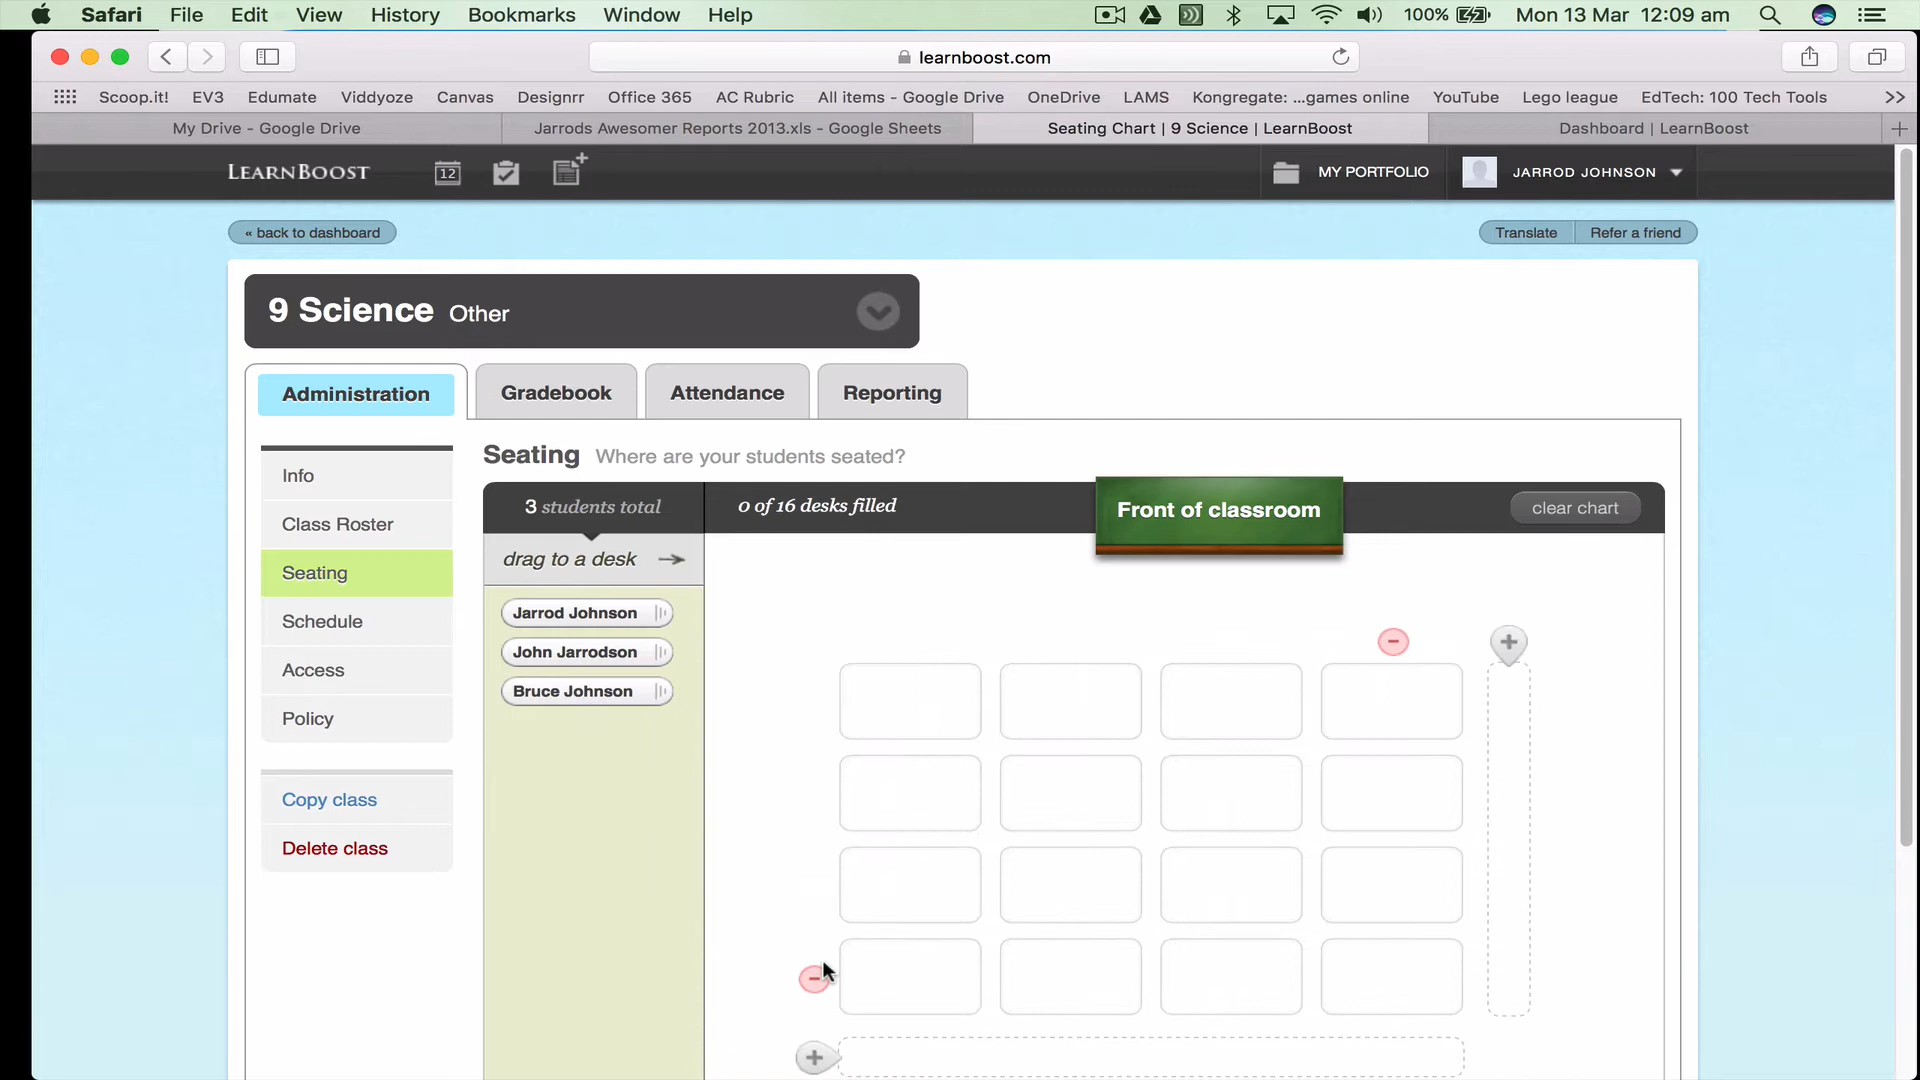 Safari File Edit View History Bookmarks Window Help 100% Mon 13 Mar 12:09 am
learnboost.com
Scoop.it! EV3 Edumate Viddyoze Canvas Designrr Office 365 AC Rubric All items - Google Drive OneDrive LAMS Kongregate: ...games online YouTube Lego league EdTech: 100 Tech Tools >>
My Drive - Google Drive Jarrods Awesomer Reports 2013.xls - Google Sheets Seating Chart | 9 Science | LearnBoost Dashboard | LearnBoost
LEARNBOOST 12 MY PORTFOLIO JARROD JOHNSON
« back to dashboard Translate Refer a friend
9 Science Other
Administration Gradebook Attendance Reporting
Info
Class Roster
Seating
Schedule
Access
Policy
Copy class
Delete class
Seating Where are your students seated?
3 students total 0 of 16 desks filled Front of classroom clear chart
drag to a desk
Jarrod Johnson
John Jarrodson
Bruce Johnson